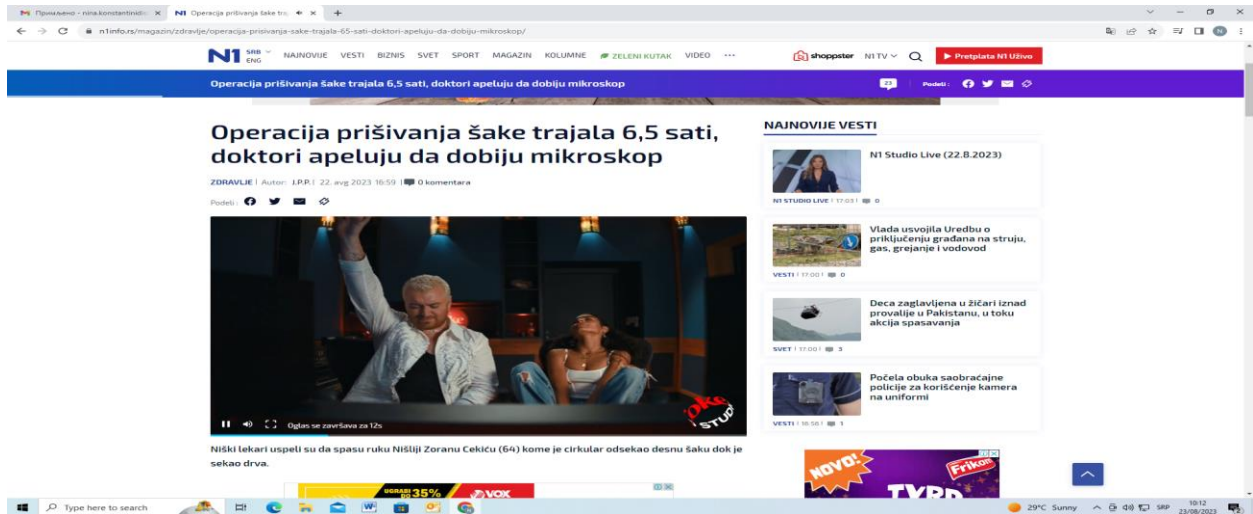 Примљено - nina.konstantinidi
N1 Operacija prišivanja šake tra
n1info.rs/magazin/zdravlje/operacija-prisivanja-sake-trajala-65-sati-doktori-apeluju-da-dobiju-mikroskop/
N1 SRB ENG NAJNOVIJE VESTI BIZNIS SVET SPORT MAGAZIN KOLUMNE ZELENI KUTAK VIDEO ... shoppster N1 TV Pretplata N1 Uživo
Operacija prišivanja šake trajala 6,5 sati, doktori apeluju da dobiju mikroskop 23 Podeli:
Operacija prišivanja šake trajala 6,5 sati,
doktori apeluju da dobiju mikroskop
ZDRAVLJE | Autor: J.P.P. | 22. avg 2023 16:59 | 0 komentara
Podeli:
oke
STUD
Oglas se završava za 12s
Niški lekari uspeli su da spasu ruku Nišliji Zoranu Cekiću (64) kome je cirkular odsekao desnu šaku dok je
sekao drva.
UGRABI 35% VOX
NAJNOVIJE VESTI
N1 Studio Live (22.8.2023)
N1 STUDIO LIVE | 17:03 | 0
Vlada usvojila Uredbu o
priključenju građana na struju,
gas, grejanje i vodovod
VESTI | 17:00 | 0
Deca zaglavljena u žičari iznad
provalije u Pakistanu, u toku
akcija spasavanja
SVET | 17:00 | 3
Počela obuka saobraćajne
policije za korišćenje kamera
na uniformi
VESTI | 16:56 | 1
NOVO! Frikom
Type here to search
29°C Sunny SRP 10:12
23/08/2023